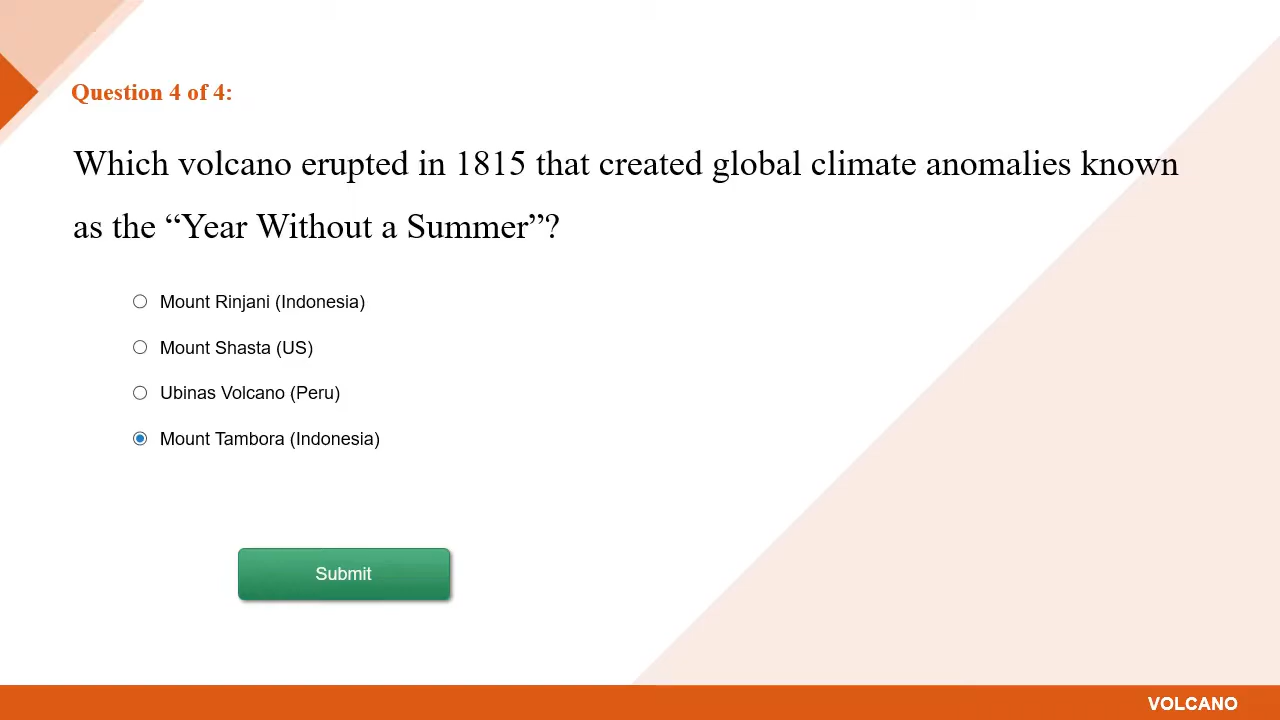 Question 4 of 4:
Which volcano erupted in 1815 that created global climate anomalies known
as the “Year Without a Summer”?
Mount Rinjani (Indonesia)
Mount Shasta (US)
Ubinas Volcano (Peru)
Mount Tambora (Indonesia)
Submit
VOLCANO